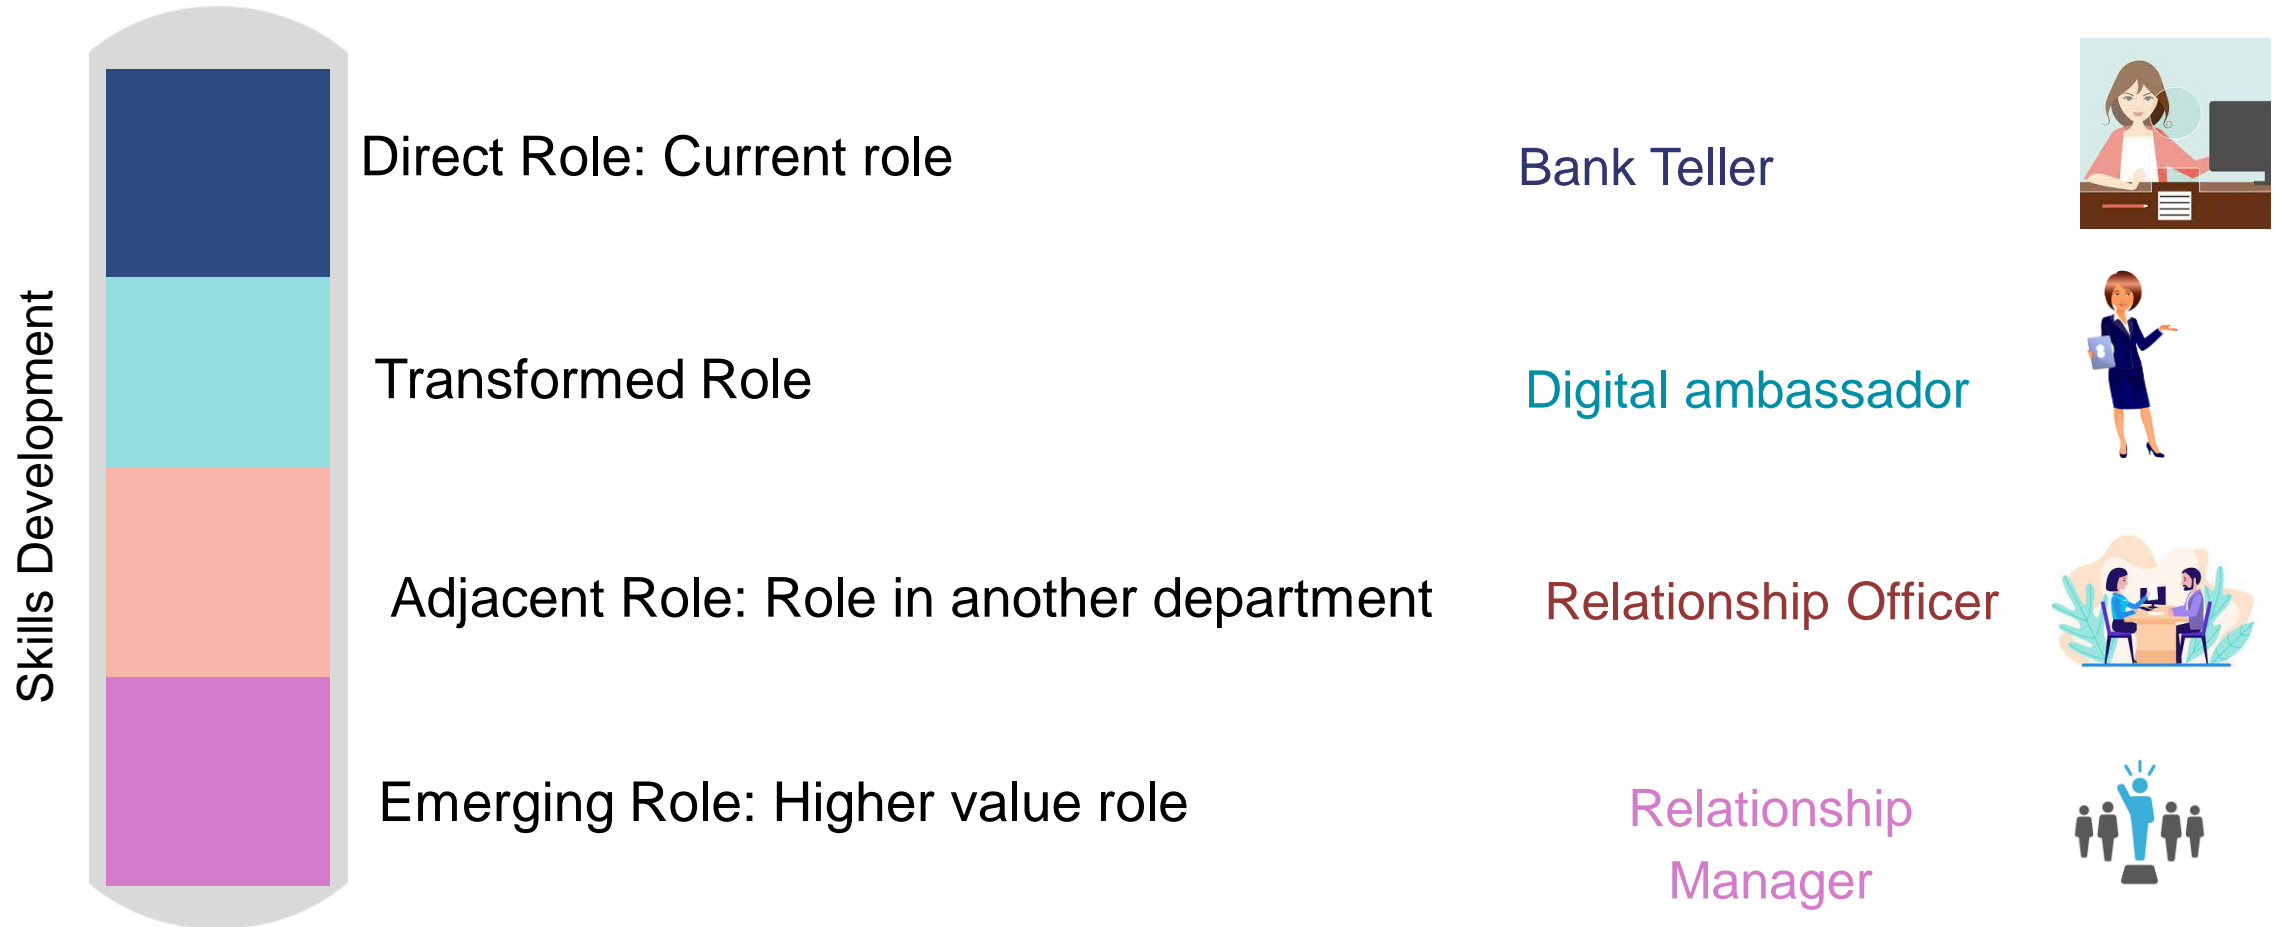 Skills Development
Direct Role: Current role
Bank Teller
Transformed Role
Digital ambassador
Adjacent Role: Role in another department
Relationship Officer
Emerging Role: Higher value role
Relationship
Manager